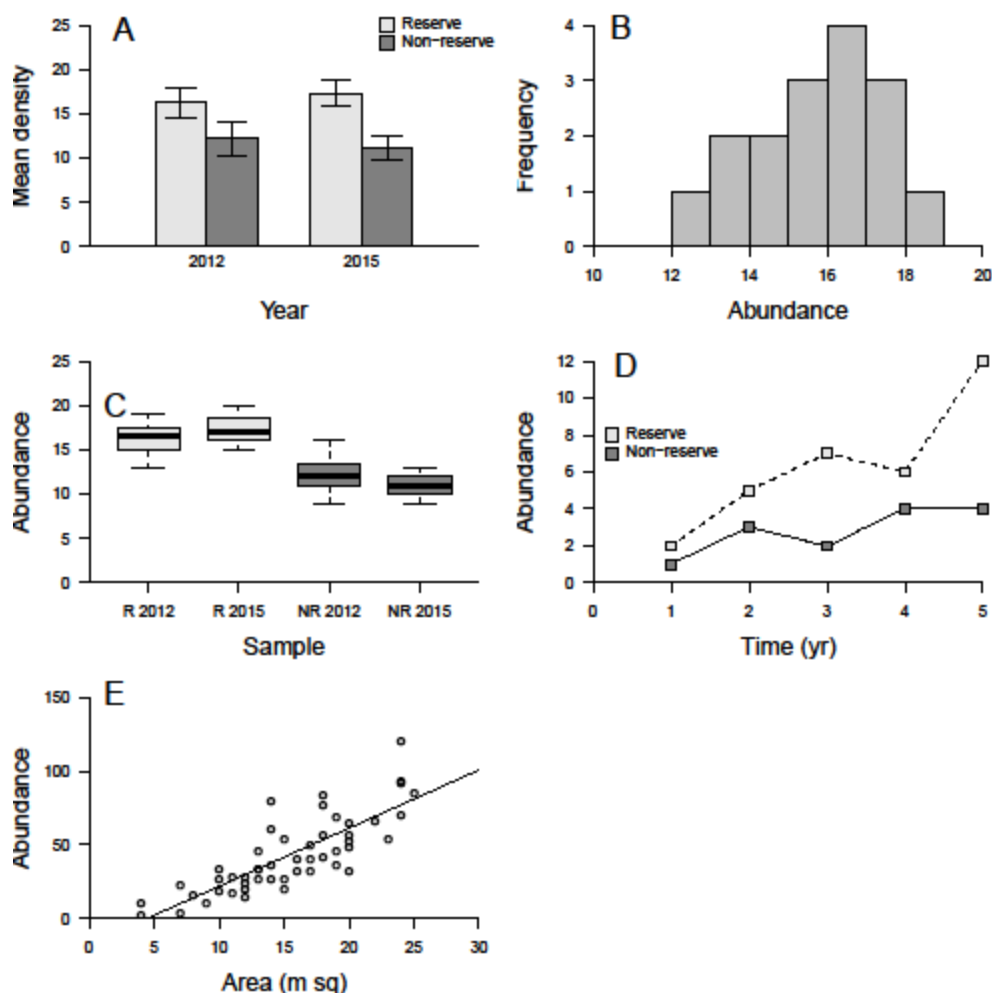 A
Reserve
Non-reserve
Mean density
25
20
15
10
5
0
2012 2015
Year
B
Frequency
4
3
2
1
0
10 12 14 16 18 20
Abundance
C
Abundance
25
20
15
10
5
0
R 2012 R 2015 NR 2012 NR 2015
Sample
D
Reserve
Non-reserve
Abundance
12
10
8
6
4
2
0
0 1 2 3 4 5
Time (yr)
E
Abundance
150
100
50
0
0 5 10 15 20 25 30
Area (m sq)